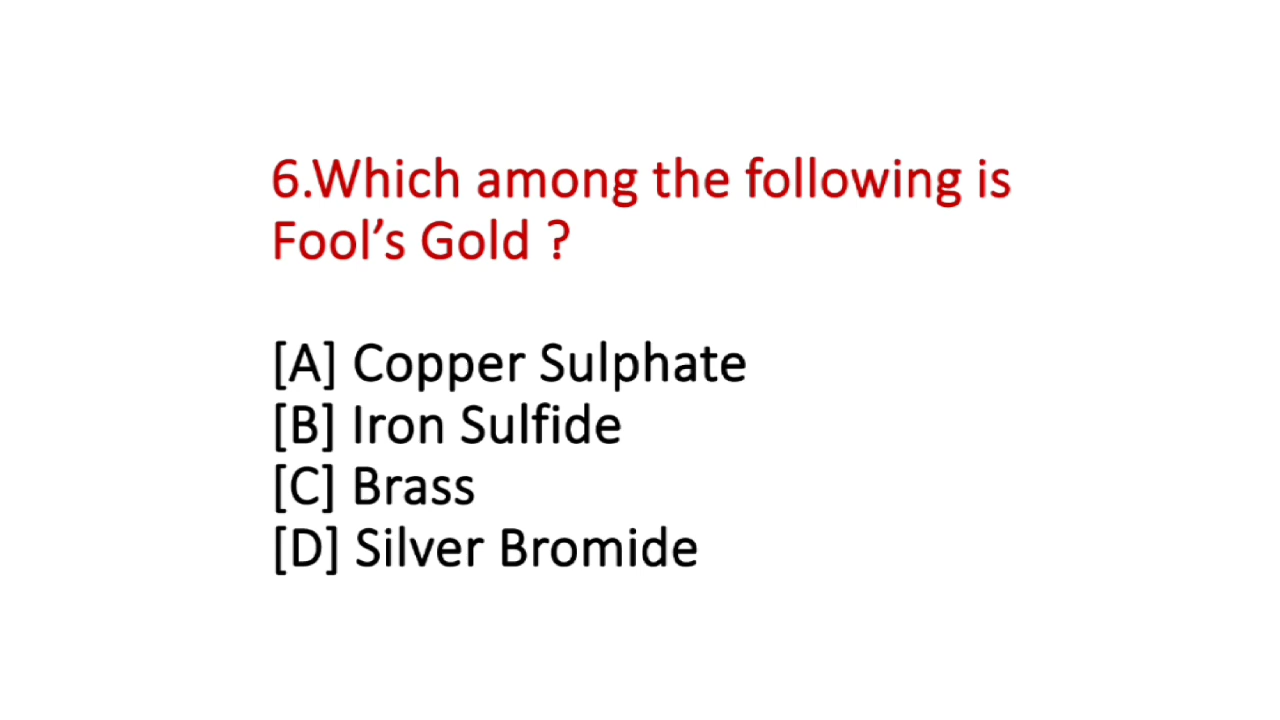 6.Which among the following is
Fool’s Gold ?
[A] Copper Sulphate
[B] Iron Sulfide
[C] Brass
[D] Silver Bromide